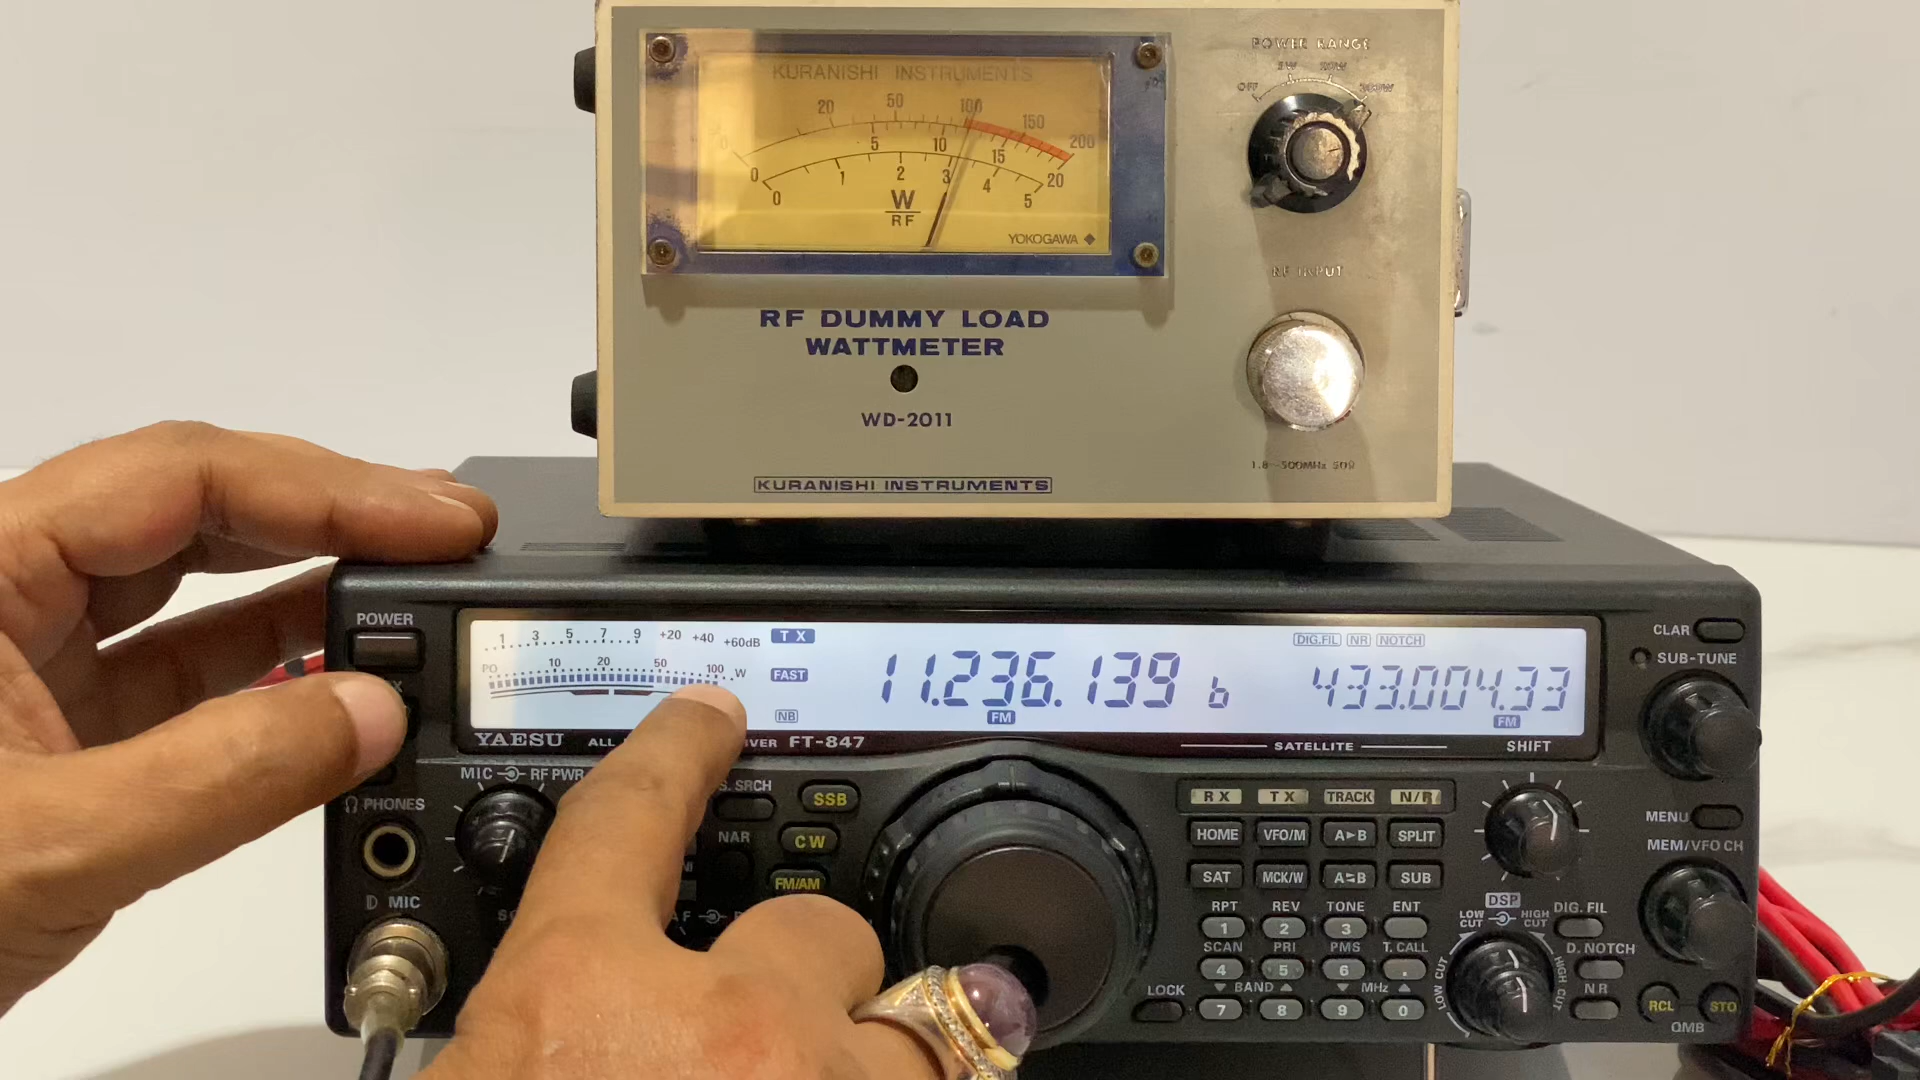 KURANISHI INSTRUMENTS
20 50 100 150 200
0 5 10 15 20
0 1 2 3 4 5
W
RF
YOKOGAWA
POWER RANGE
OFF 5W 20W 200W
RF INPUT
RF DUMMY LOAD
WATTMETER
WD-2011
1.8~500MHz 50Ω
KURANISHI INSTRUMENTS
POWER
1 3 5 7 9 +20 +40 +60dB
PO 10 20 50 100 W
TX
FAST
NB
11.236.139 b
FM
DIG.FIL NR NOTCH
433.004.33
FM
CLAR
SUB-TUNE
YAESU ALL FT-847
SATELLITE
SHIFT
MIC RF PWR
PHONES
MIC
S. SRCH
NAR
SSB
CW
FM/AM
RX TX TRACK N/R
HOME VFO/M A►B SPLIT
SAT MCK/W A⇆B SUB
RPT REV TONE ENT
1 2 3
SCAN PRI PMS T.CALL
4 5 6 .
▼ BAND ▲ ▼ MHz ▲
7 8 9 0
LOCK
MENU
MEM/VFO CH
DSP
LOW CUT HIGH CUT
LOW CUT HIGH CUT
DIG. FIL
D. NOTCH
NR
RCL STO
QMB